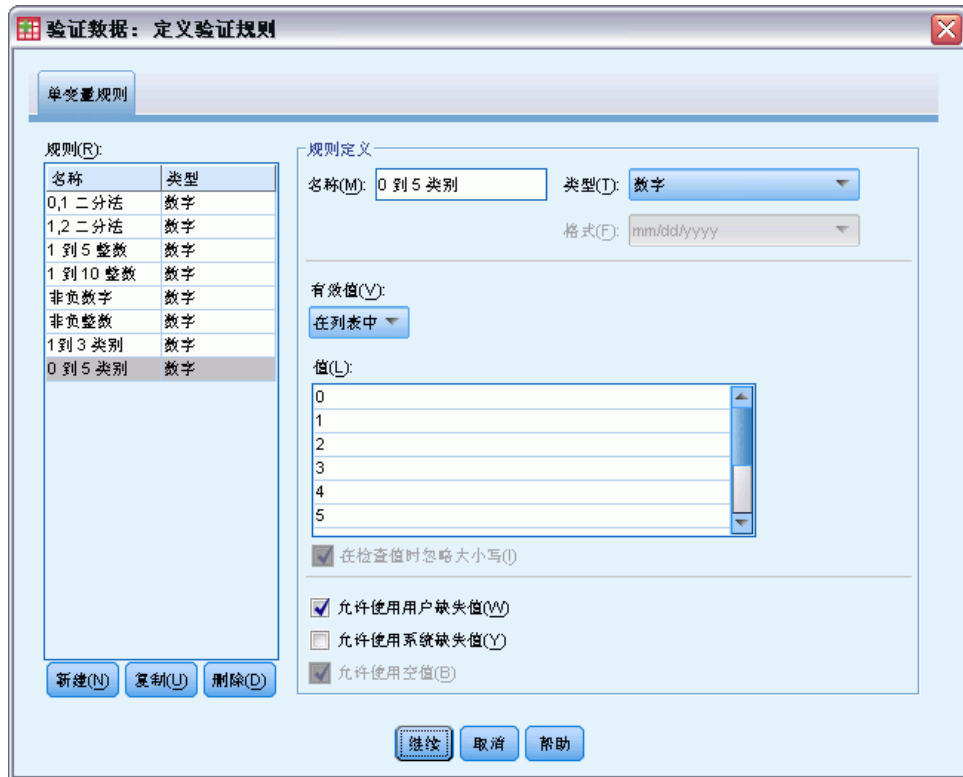 验证数据： 定义验证规则
单变量规则
规则(R):
名称 类型
0,1 二分法 数字
1,2 二分法 数字
1 到 5 整数 数字
1 到 10 整数 数字
非负数字 数字
非负整数 数字
1到 3 类别 数字
0 到 5 类别 数字
新建(N) 复制(U) 删除(D)
规则定义
名称(M): 0 到 5 类别 类型(T): 数字
格式(F): mm/dd/yyyy
有效值(V):
在列表中
值(L):
0
1
2
3
4
5
在检查值时忽略大小写(I)
允许使用用户缺失值(W)
允许使用系统缺失值(Y)
允许使用空值(B)
继续 取消 帮助